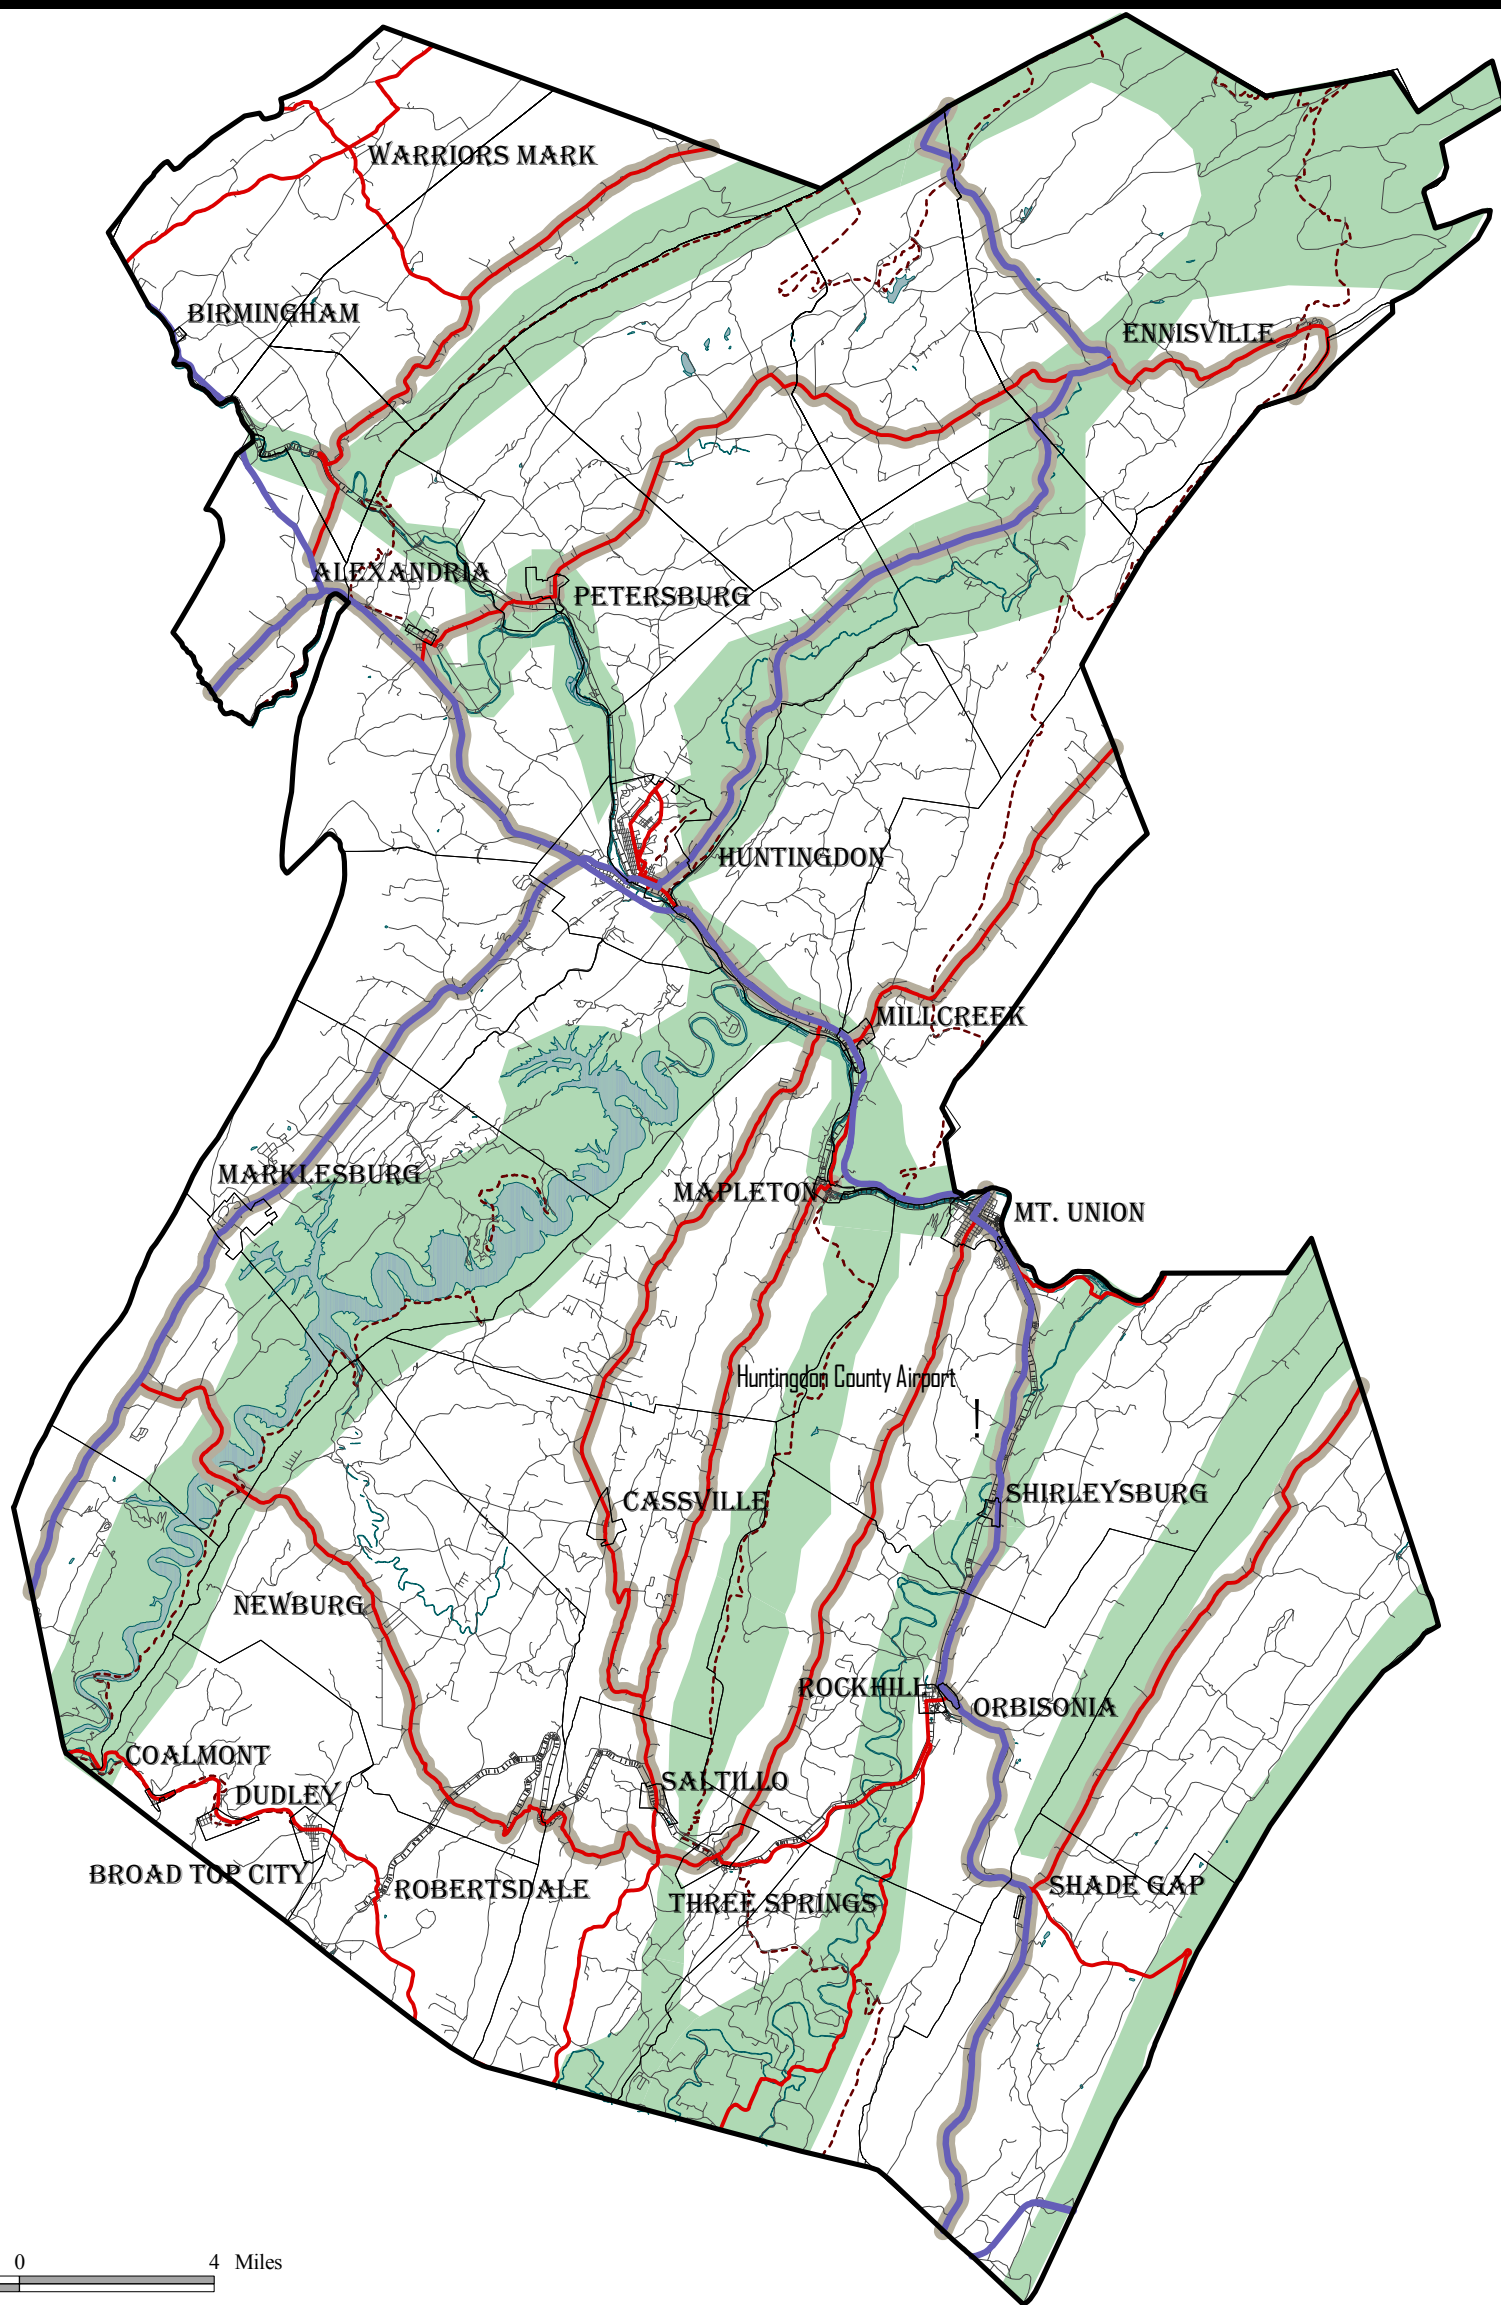 WARRIORS MARK
BIRMINGHAM
ENNISVILLE
ALEXANDRIA
PETERSBURG
HUNTINGDON
MILLCREEK
MARKLESBURG
MAPLETON
MT. UNION
Huntingdon County Airport
!
CASSVILLE
SHIRLEYSBURG
NEWBURG
ROCKHILL
ORBISONIA
COALMONT
SALTILLO
DUDLEY
BROAD TOP CITY
ROBERTSDALE
SHADE GAP
THREE SPRINGS
0 4 Miles